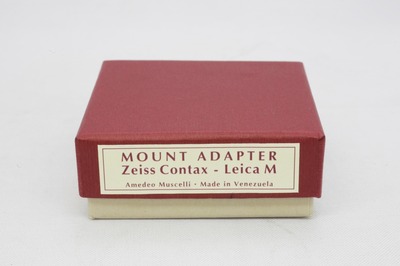 MOUNT ADAPTER
Zeiss Contax - Leica M
Amedeo Muscelli - Made in Venezuela